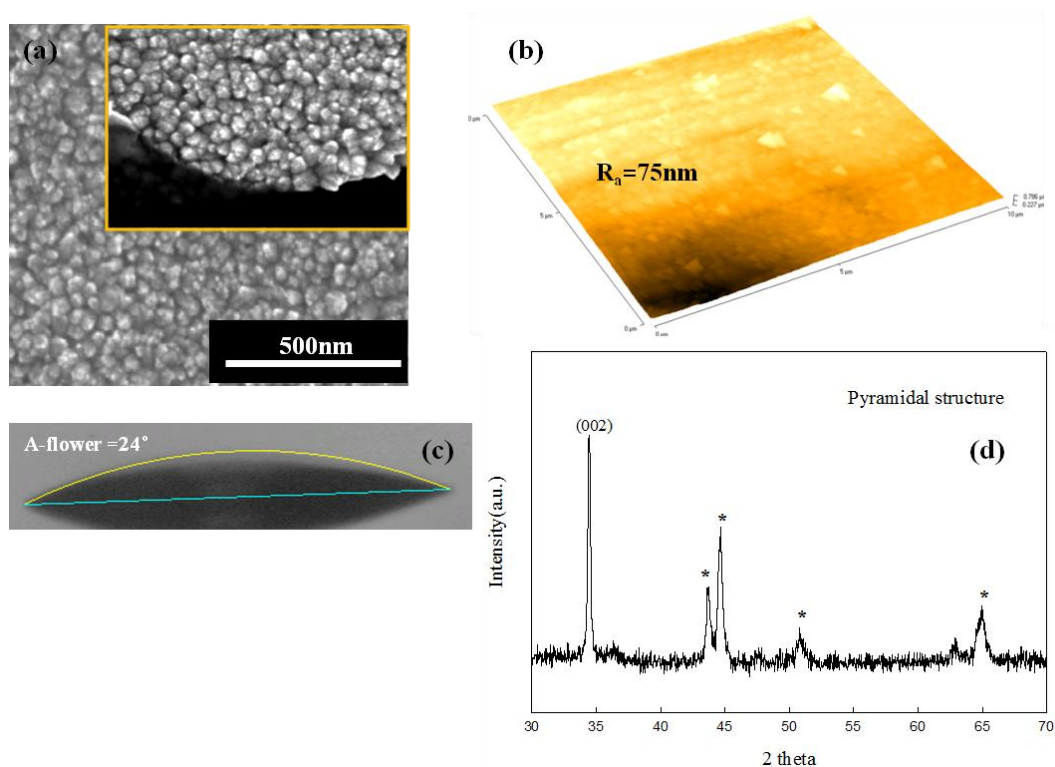 (a)
500nm
(b)
Rₐ=75nm
0 µm
5 µm
0 µm
0 µm
5 µm
10 µm
0.227 µm
A-flower =24°
(c)
Pyramidal structure
(d)
(002)
*
*
*
*
Intensity(a.u.)
30 35 40 45 50 55 60 65 70
2 theta